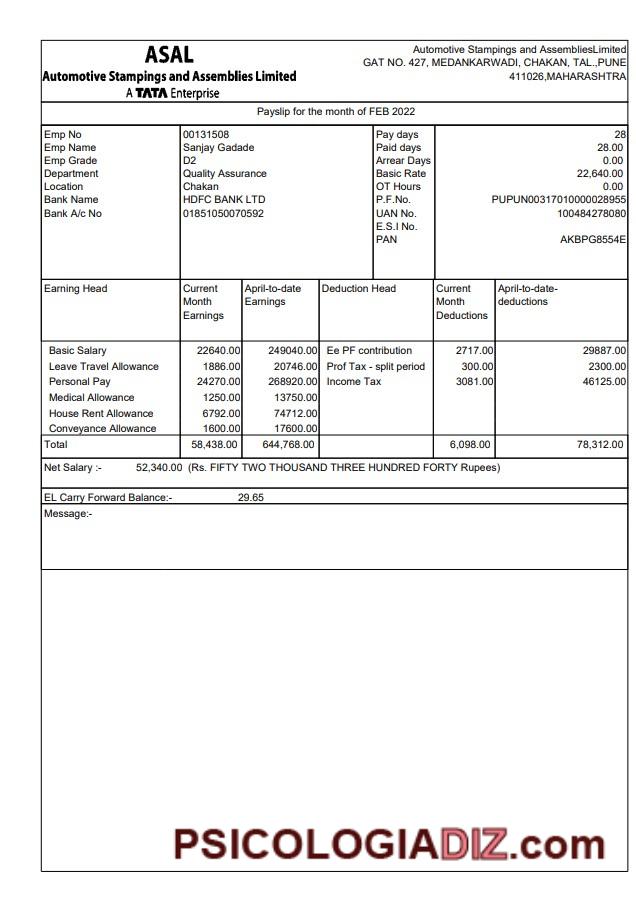 ASAL
Automotive Stampings and Assemblies Limited
A TATA Enterprise
Automotive Stampings and AssembliesLimited
GAT NO. 427, MEDANKARWADI, CHAKAN, TAL.,PUNE
411026,MAHARASHTRA
Payslip for the month of FEB 2022
Emp No 00131508 Pay days 28
Emp Name Sanjay Gadade Paid days 28.00
Emp Grade D2 Arrear Days 0.00
Department Quality Assurance Basic Rate 22,640.00
Location Chakan OT Hours 0.00
Bank Name HDFC BANK LTD P.F.No. PUPUN00317010000028955
Bank A/c No 01851050070592 UAN No. 100484278080
E.S.I No.
PAN AKBPG8554E
Earning Head Current April-to-date Deduction Head Current April-to-date-
Month Earnings Month deductions
Earnings Deductions
Basic Salary 22640.00 249040.00 Ee PF contribution 2717.00 29887.00
Leave Travel Allowance 1886.00 20746.00 Prof Tax - split period 300.00 2300.00
Personal Pay 24270.00 268920.00 Income Tax 3081.00 46125.00
Medical Allowance 1250.00 13750.00
House Rent Allowance 6792.00 74712.00
Conveyance Allowance 1600.00 17600.00
Total 58,438.00 644,768.00 6,098.00 78,312.00
Net Salary :- 52,340.00 (Rs. FIFTY TWO THOUSAND THREE HUNDRED FORTY Rupees)
EL Carry Forward Balance:- 29.65
Message:-
PSICOLOGIADIZ.com